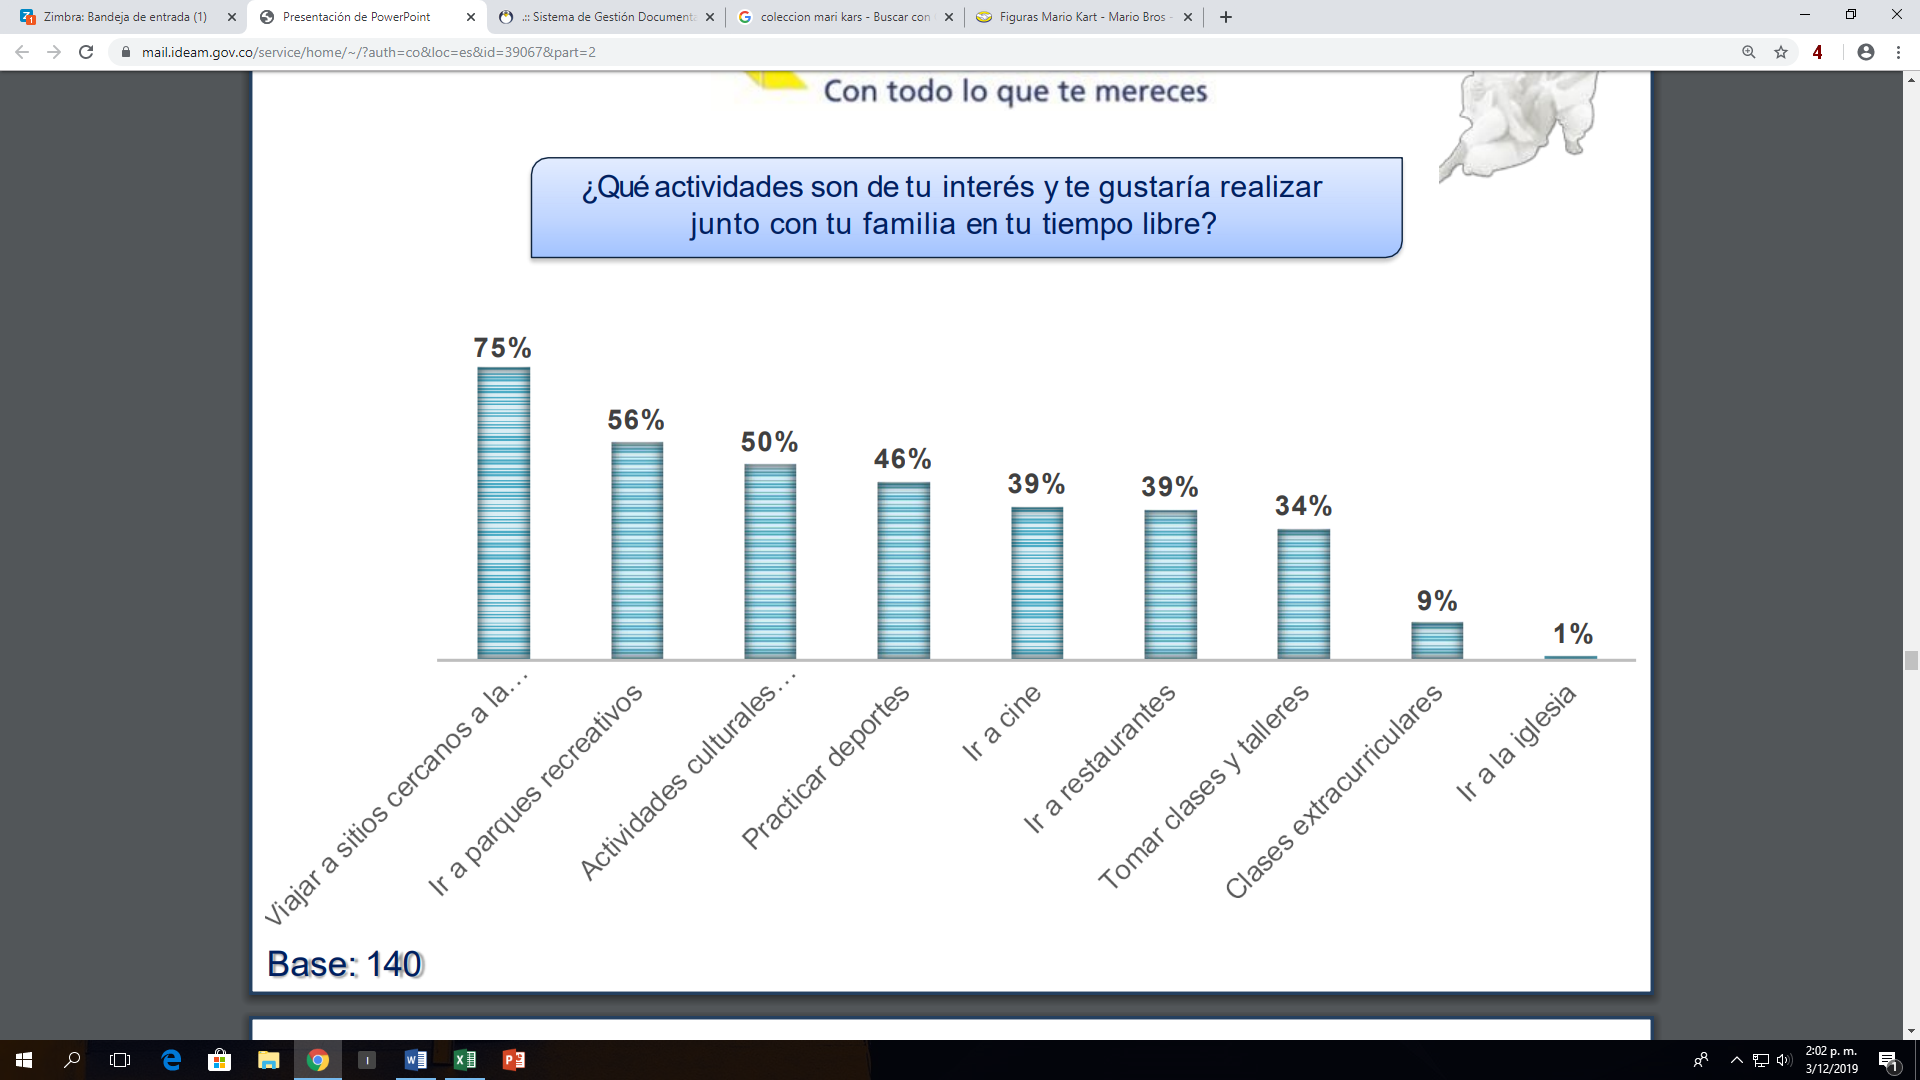 Zimbra: Bandeja de entrada (1)
Presentación de PowerPoint
.:: Sistema de Gestión Documenta
coleccion mari kars - Buscar con
Figuras Mario Kart - Mario Bros -
mail.ideam.gov.co/service/home/~/?auth=co&loc=es&id=39067&part=2
4
Con todo lo que te mereces
¿Qué actividades son de tu interés y te gustaría realizar
junto con tu familia en tu tiempo libre?
75%
56%
50%
46%
39%
39%
34%
9%
1%
Viajar a sitios cercanos a la...
Ir a parques recreativos
Actividades culturales...
Practicar deportes
Ir a cine
Ir a restaurantes
Tomar clases y talleres
Clases extracurriculares
Ir a la iglesia
Base: 140
2:02 p. m.
3/12/2019
1